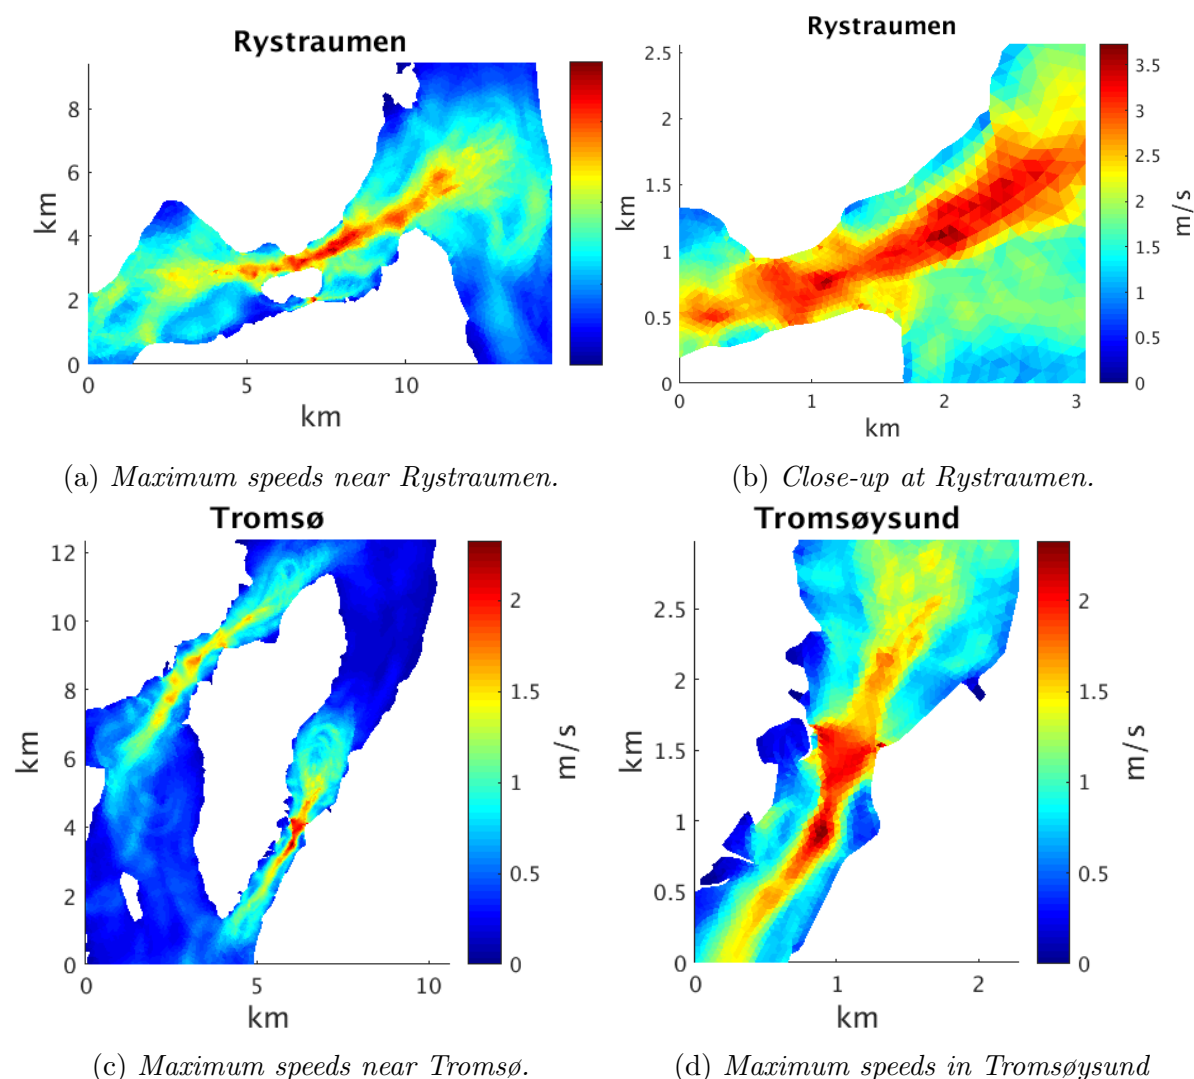 Rystraumen
km
8
6
4
2
0
0
5
10
km
(a) Maximum speeds near Rystraumen.
Rystraumen
km
2.5
2
1.5
1
0.5
0
0
1
2
3
km
3.5
3
2.5
2
1.5
1
0.5
0
m/s
(b) Close-up at Rystraumen.
Tromsø
km
12
10
8
6
4
2
0
0
5
10
km
2
1.5
1
0.5
0
m/s
(c) Maximum speeds near Tromsø.
Tromsøysund
km
2.5
2
1.5
1
0.5
0
0
1
2
km
2
1.5
1
0.5
0
m/s
(d) Maximum speeds in Tromsøysund